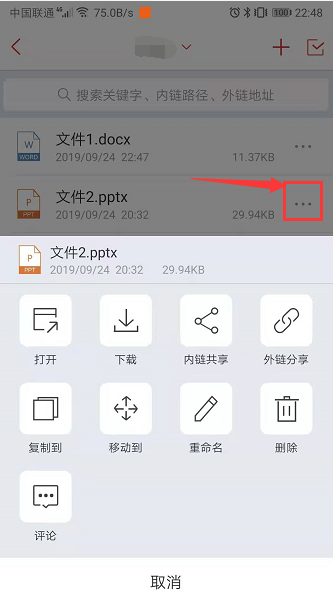 中国联通 4G 75.0B/s 100 22:48
搜索关键字、内链路径、外链地址
W
WORD
文件1.docx
2019/09/24 22:47 11.37KB
P
PPT
文件2.pptx
2019/09/24 20:32 29.94KB
P
PPT
文件2.pptx
2019/09/24 20:32 29.94KB
打开 下载 内链共享 外链分享
复制到 移动到 重命名 删除
评论
取消